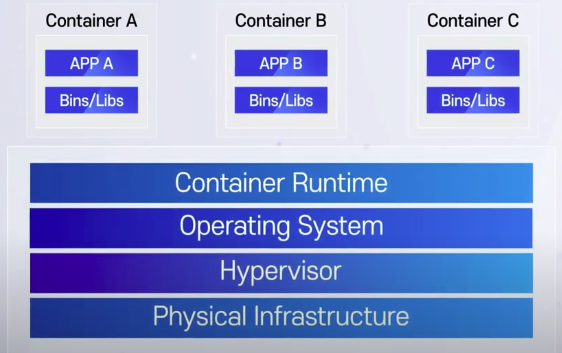 Container A
Container B
Container C
APP A
APP B
APP C
Bins/Libs
Bins/Libs
Bins/Libs
Container Runtime
Operating System
Hypervisor
Physical Infrastructure